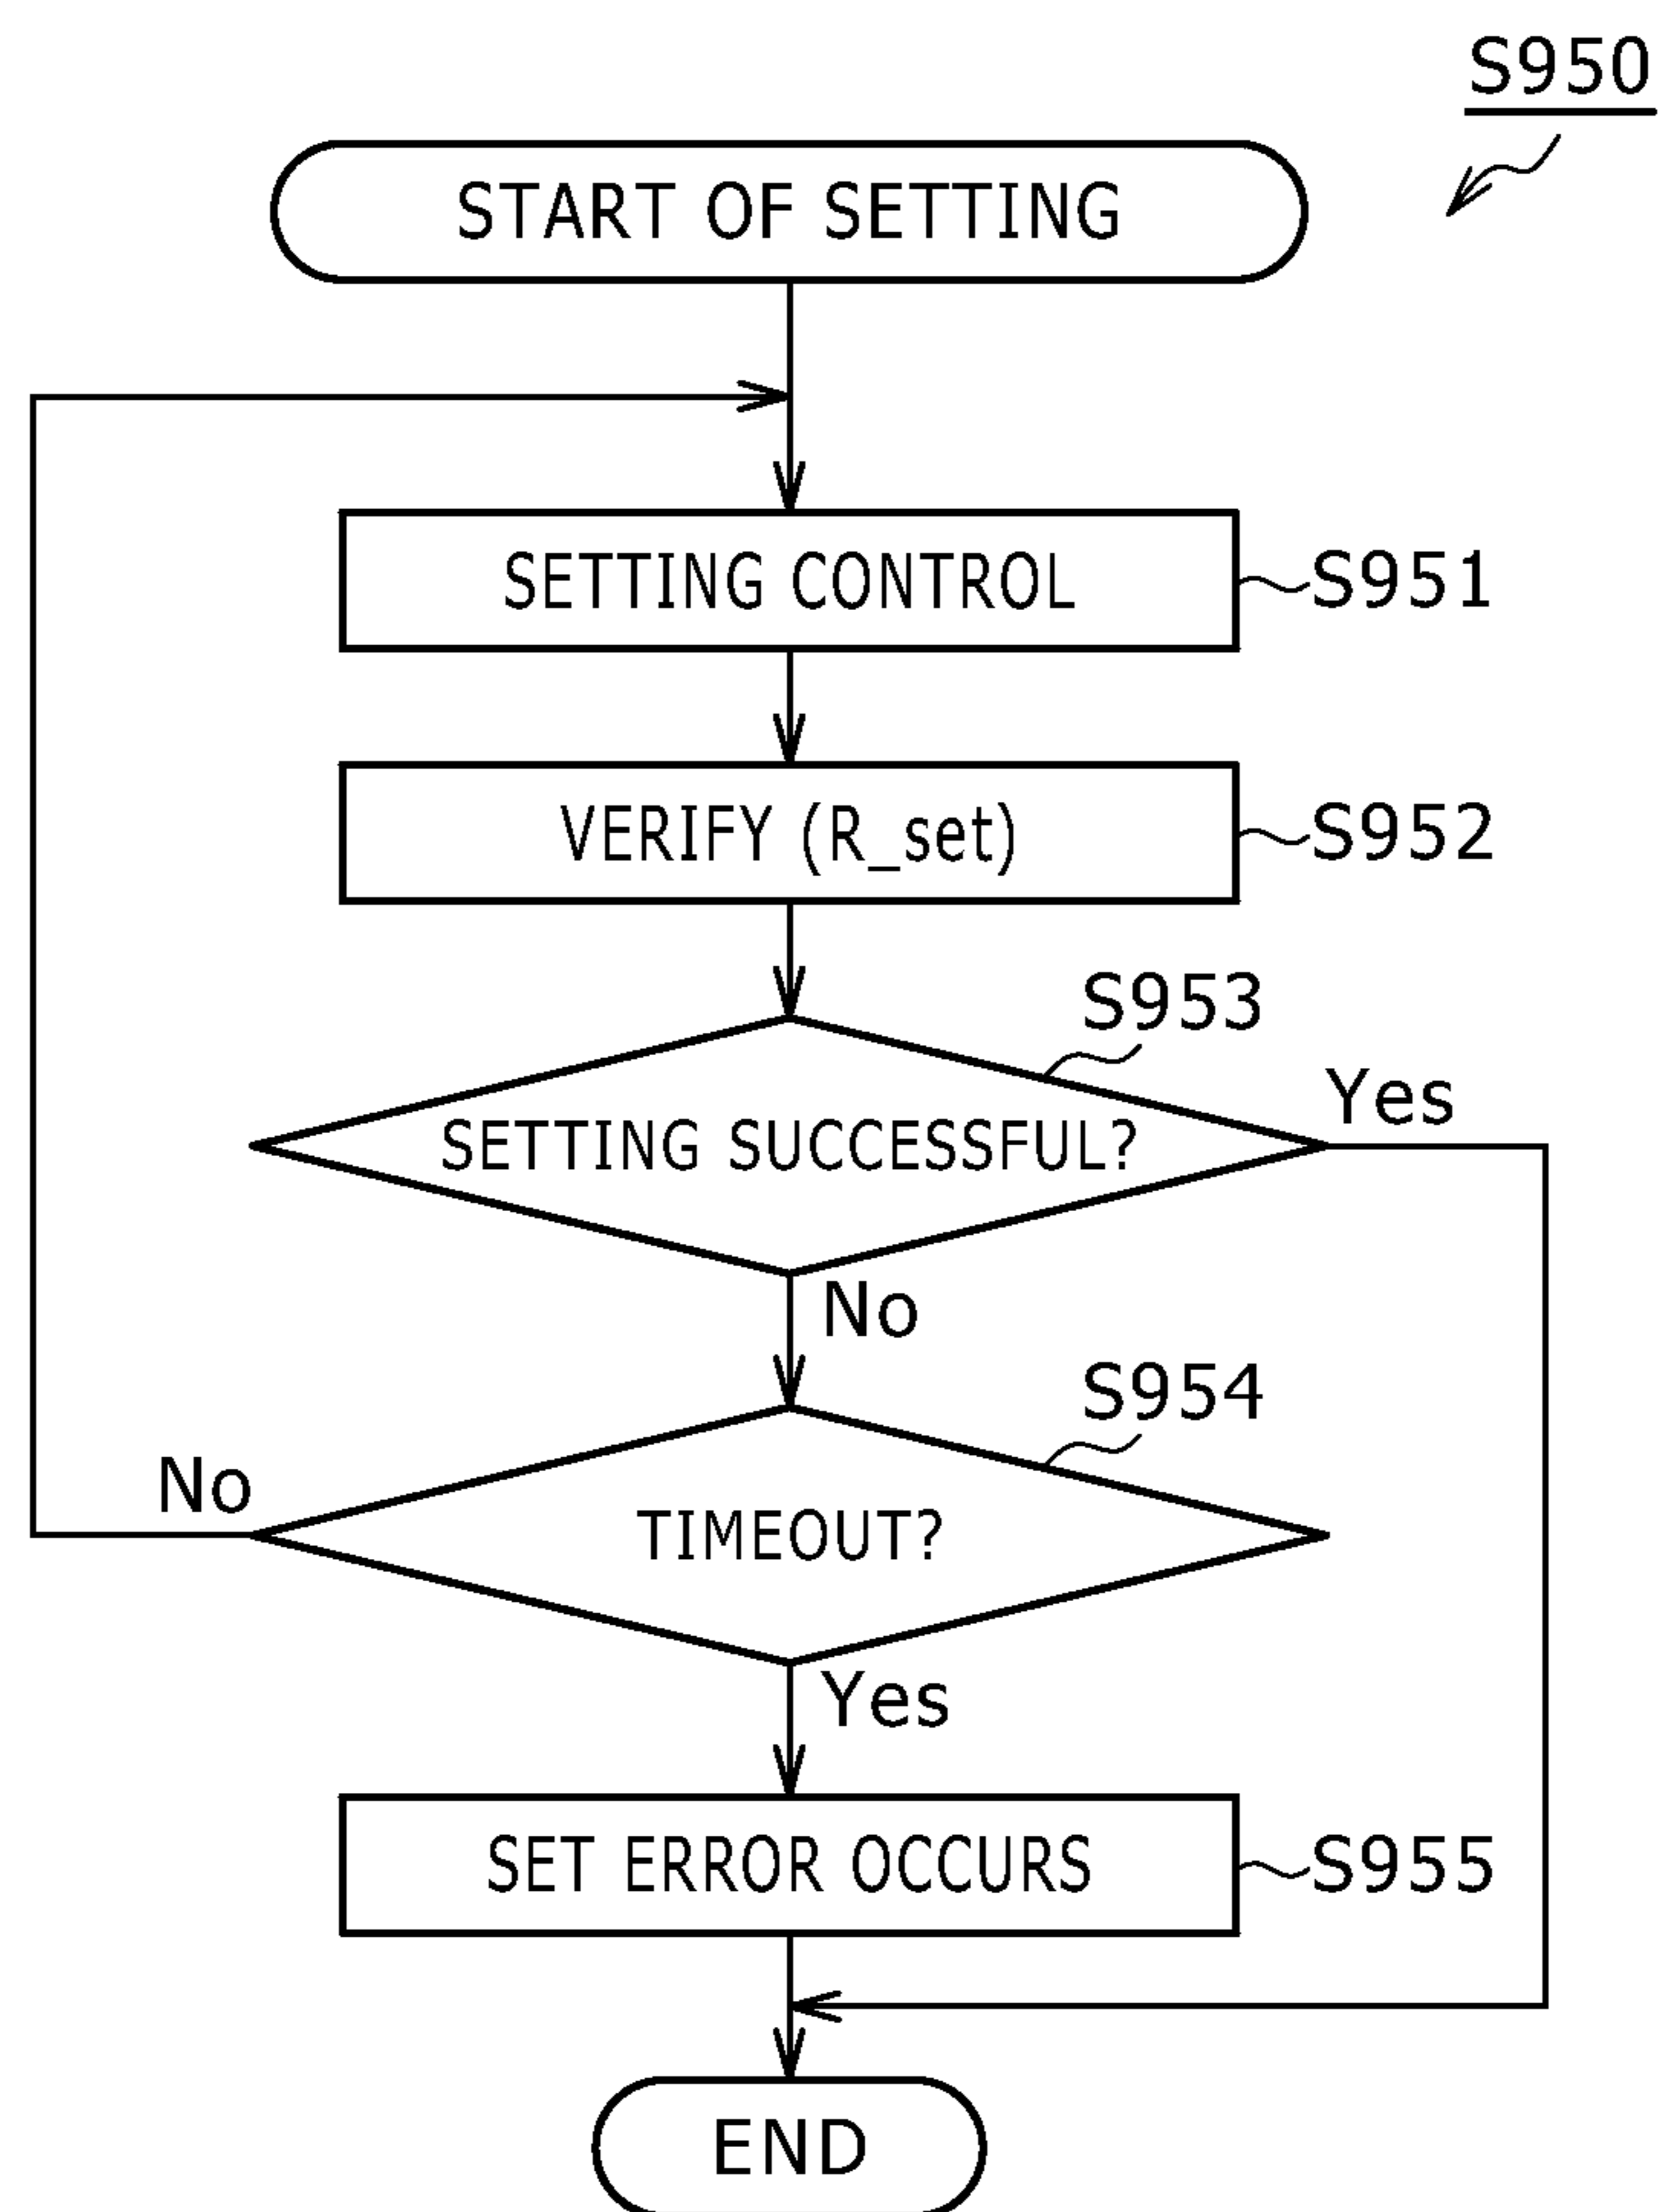 S950
START OF SETTING
SETTING CONTROL
S951
VERIFY (R_set)
S952
S953
SETTING SUCCESSFUL?
Yes
No
S954
No
TIMEOUT?
Yes
SET ERROR OCCURS
S955
END